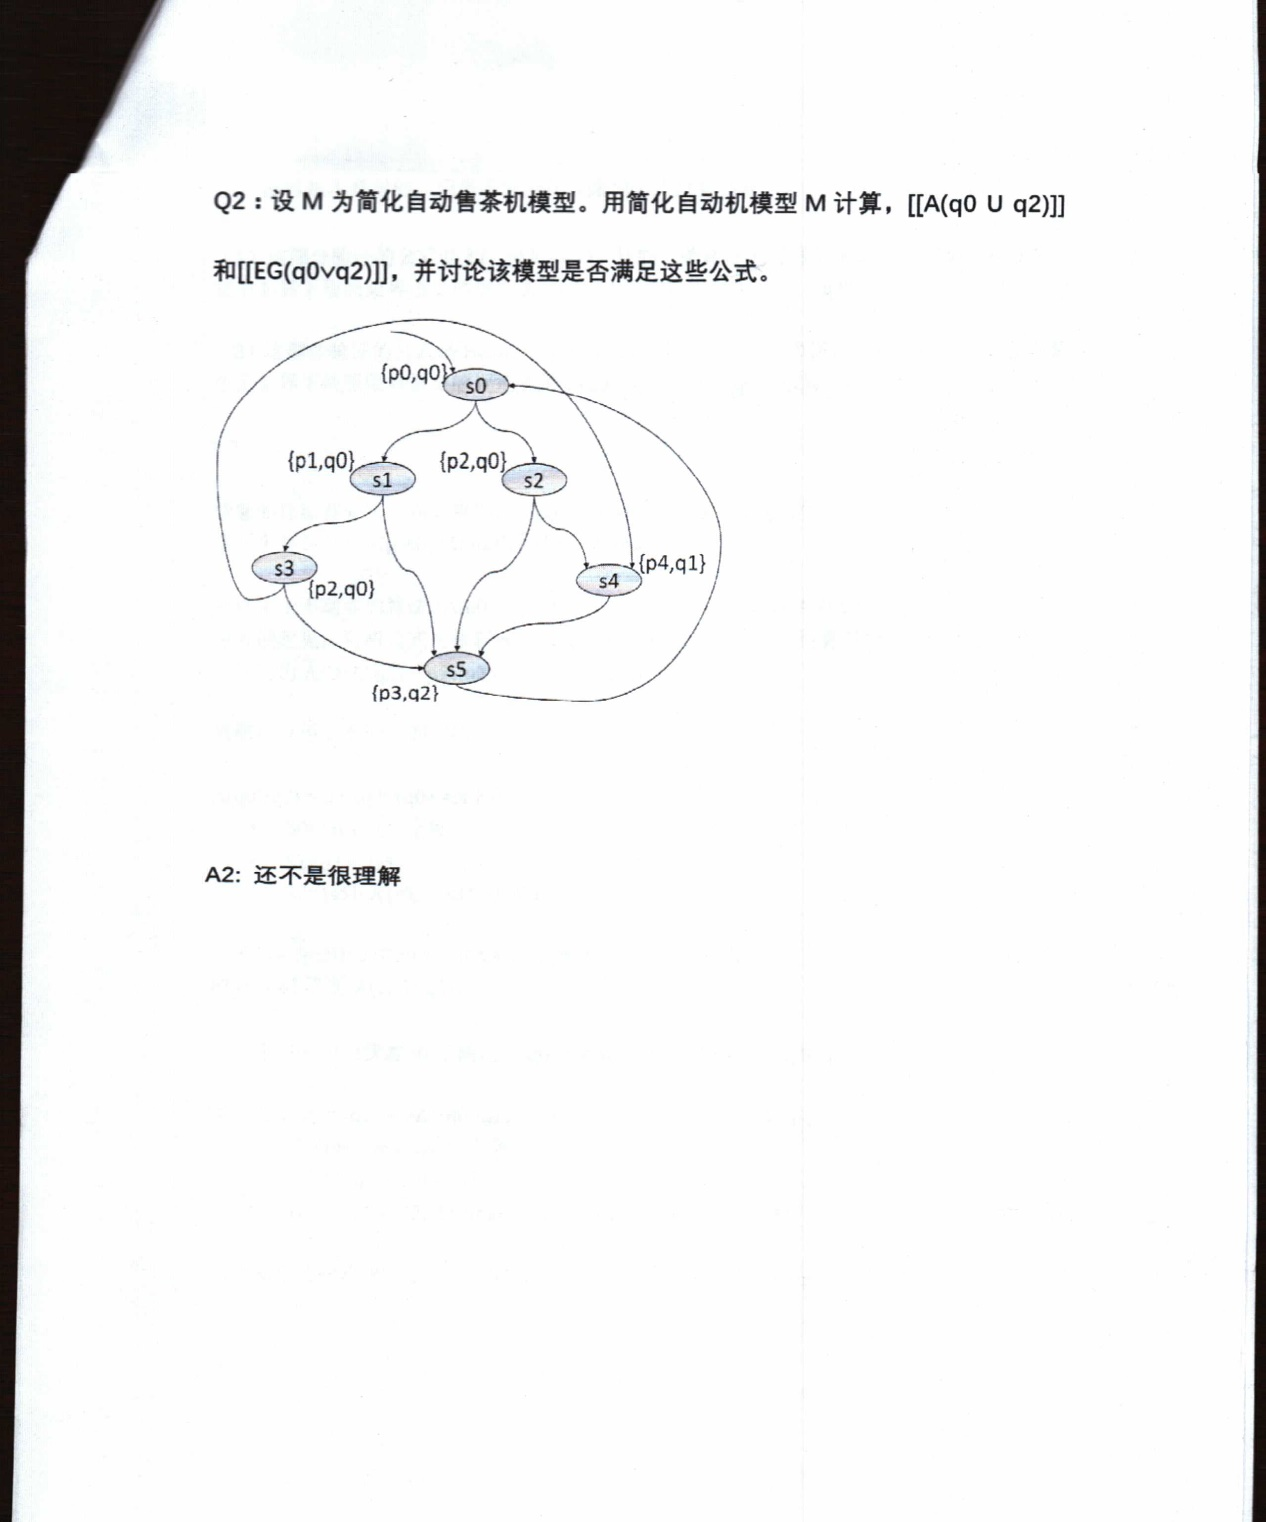 Q2：设 M 为简化自动售茶机模型。用简化自动机模型 M 计算，[[A(q0 U q2)]]
和[[EG(q0∨q2)]]，并讨论该模型是否满足这些公式。
{p0,q0}
s0
{p1,q0}
s1
{p2,q0}
s2
s3
{p2,q0}
s4
{p4,q1}
s5
{p3,q2}
A2: 还不是很理解